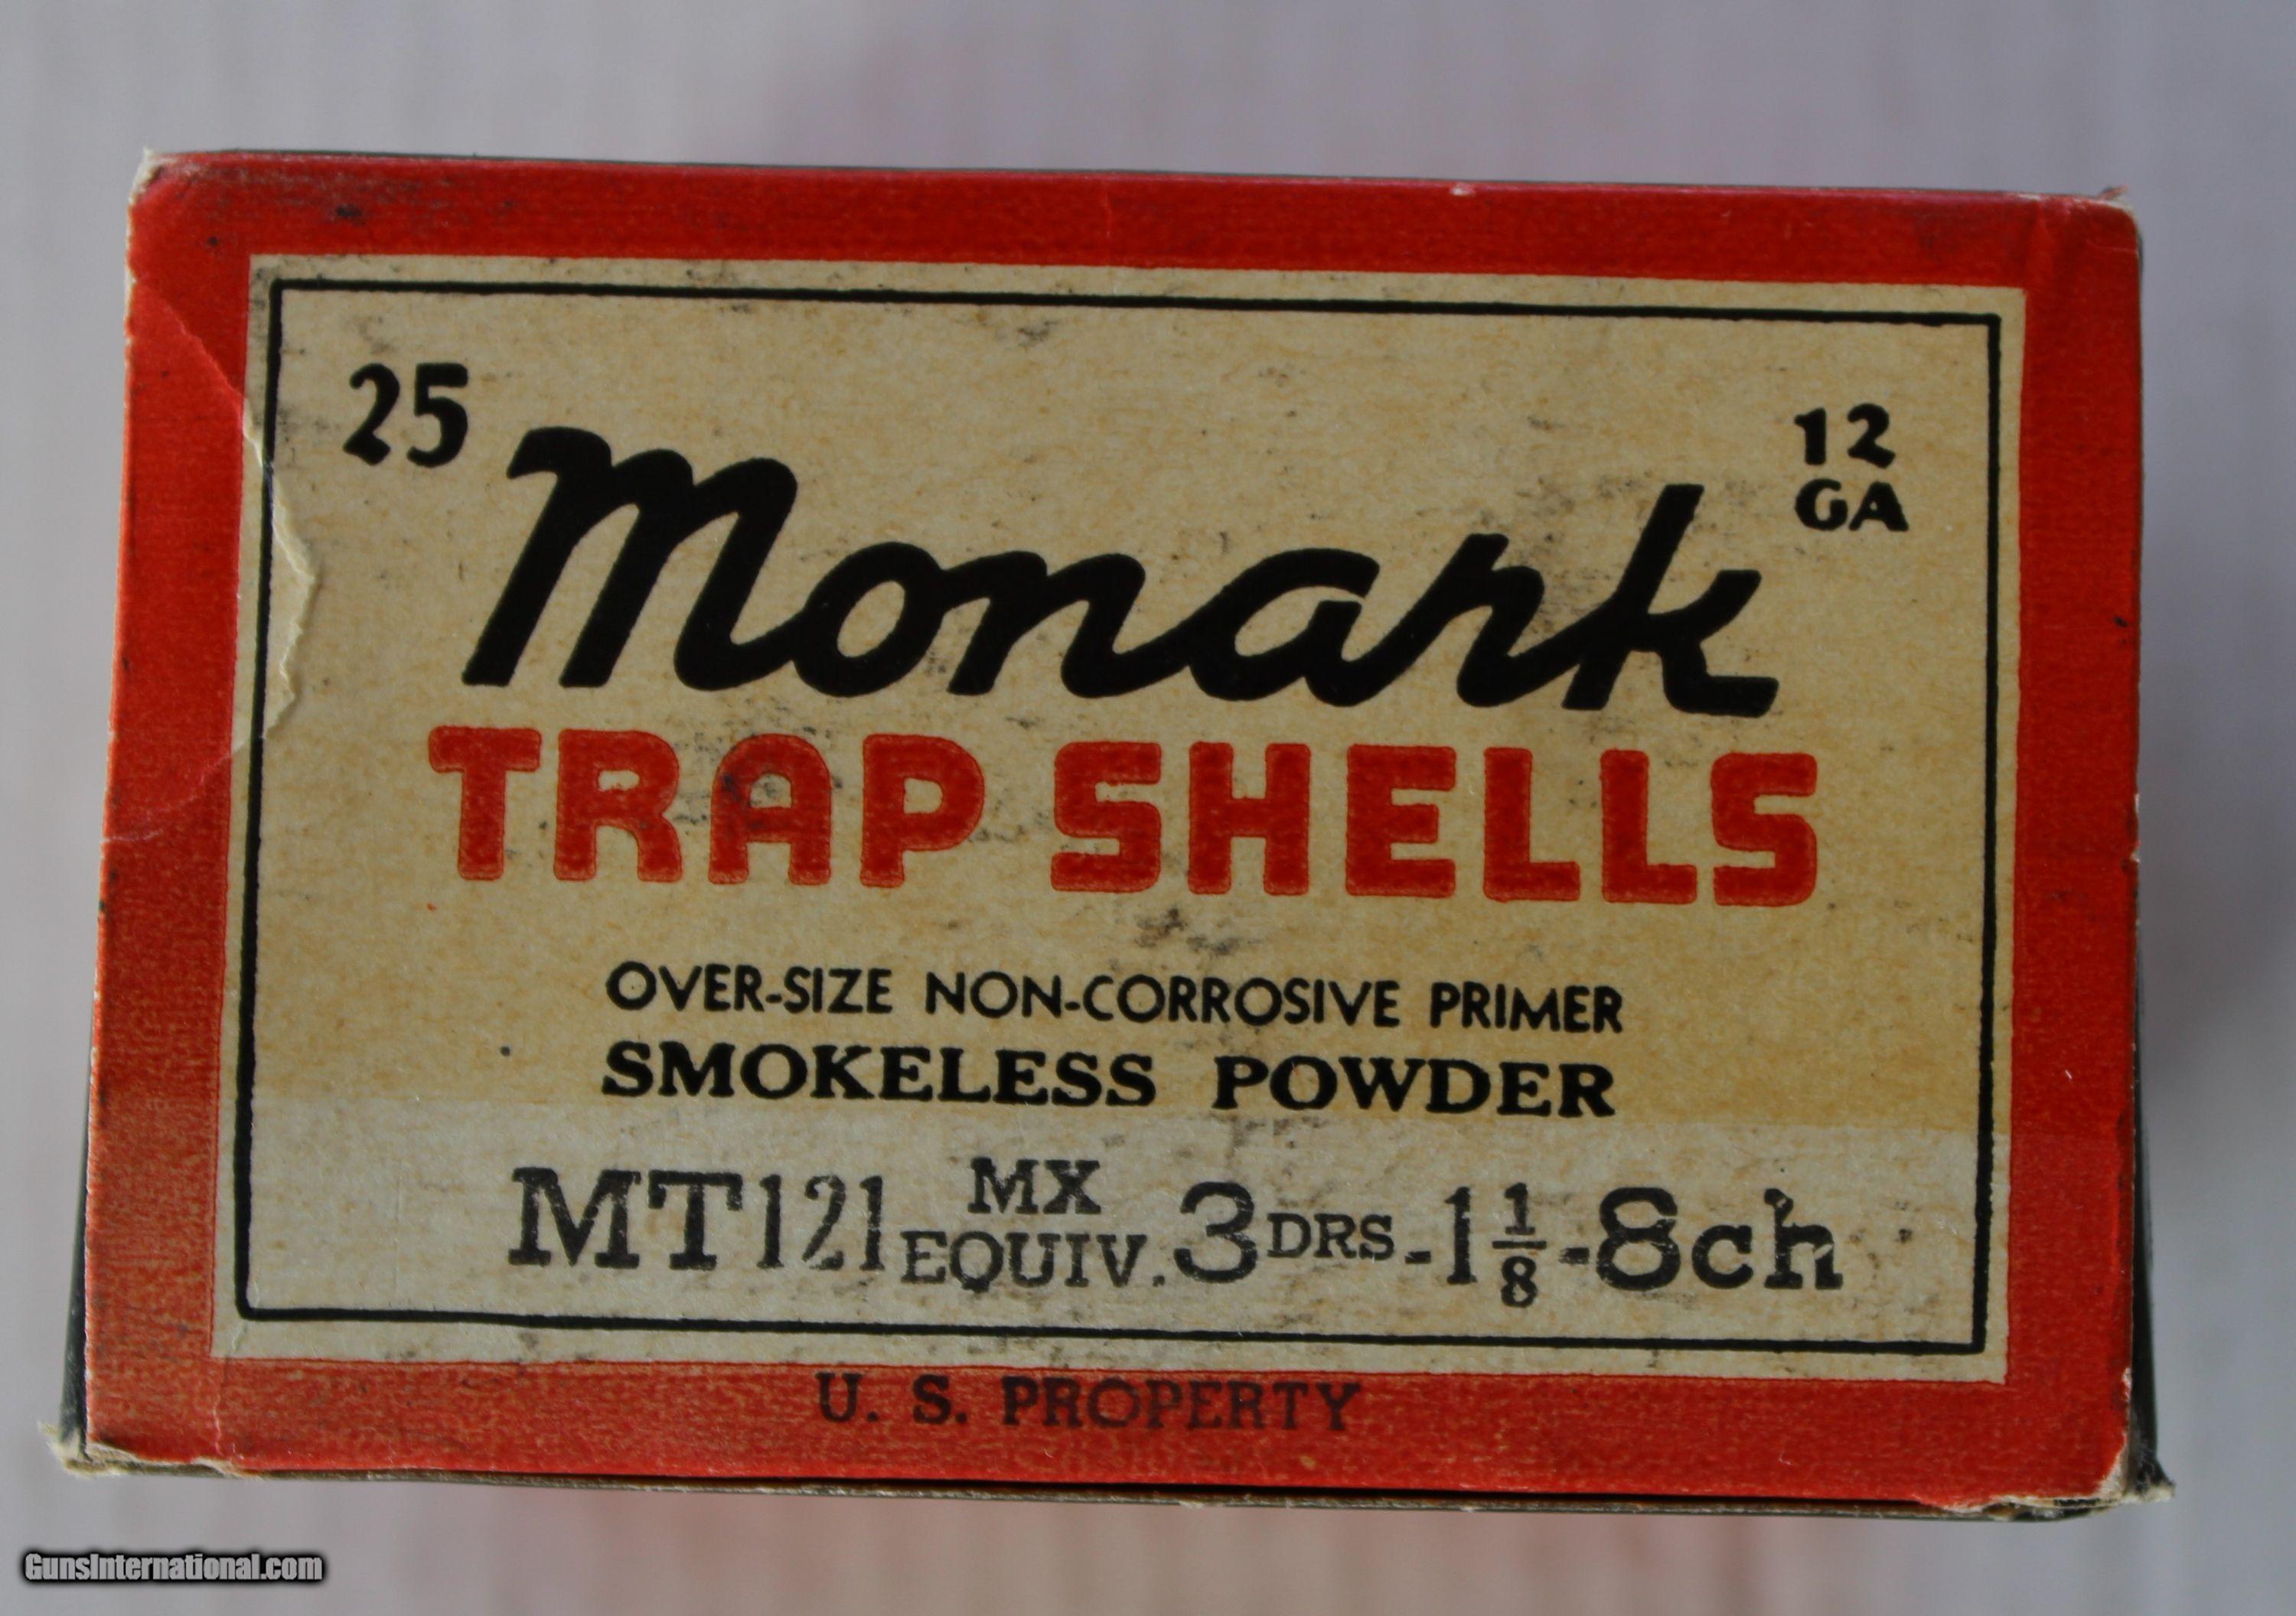 25
12
GA
Monark
TRAP SHELLS
OVER-SIZE NON-CORROSIVE PRIMER
SMOKELESS POWDER
MT121 MX EQUIV. 3 DRS-1 1/8-8ch
U. S. PROPERTY
GunsInternational.com